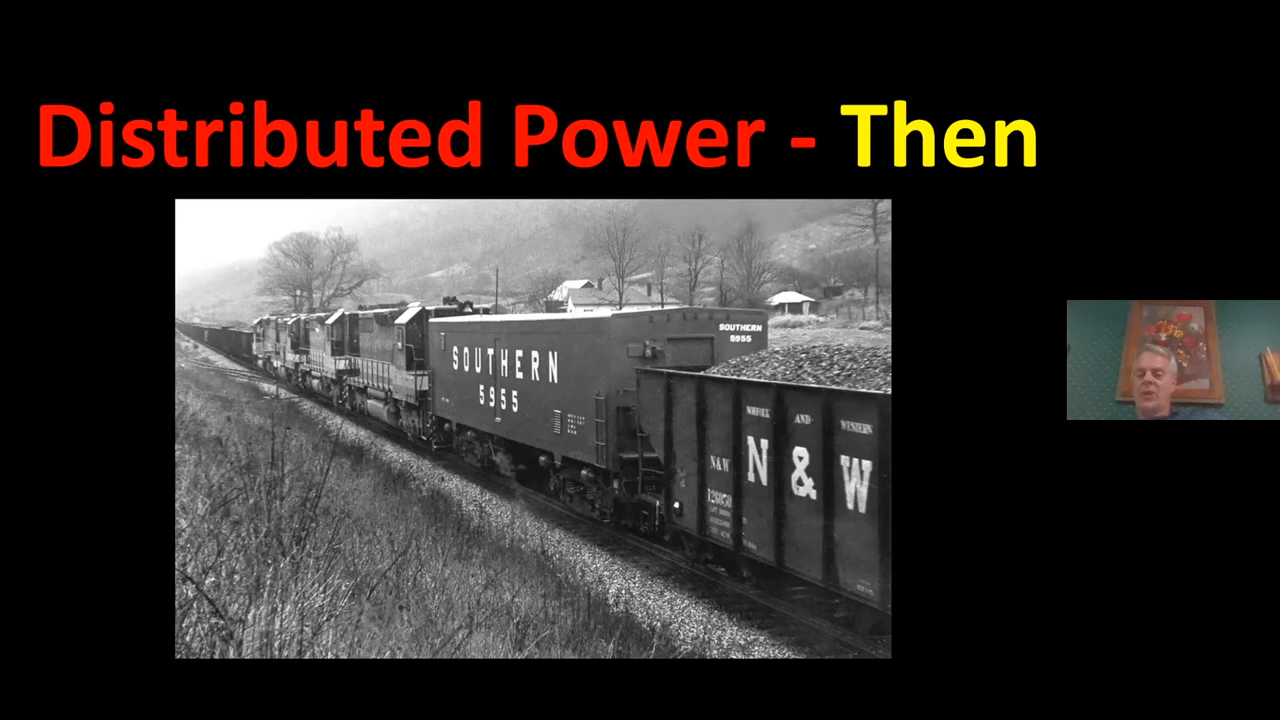 Distributed Power - Then
SOUTHERN
5955
SOUTHERN
5955
NORFOLK AND WESTERN
N & W
N&W